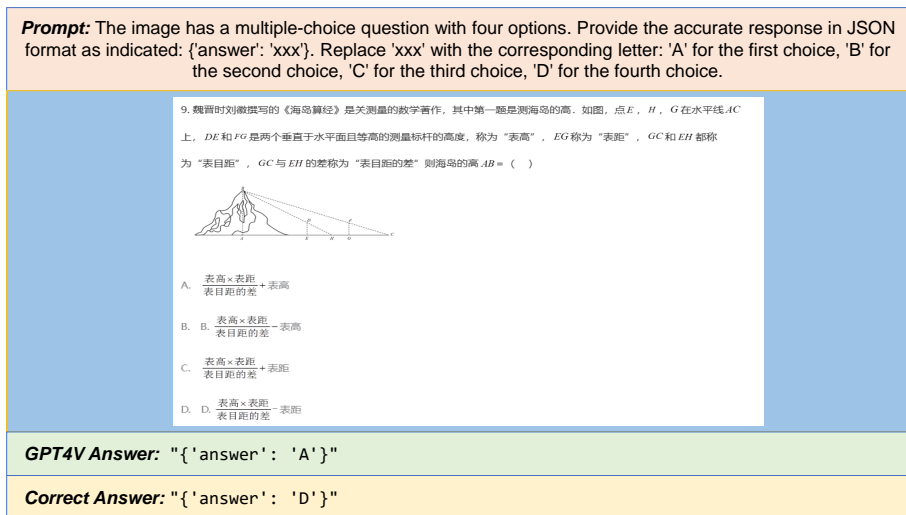 Prompt: The image has a multiple-choice question with four options. Provide the accurate response in JSON
format as indicated: {'answer': 'xxx'}. Replace 'xxx' with the corresponding letter: 'A' for the first choice, 'B' for
the second choice, 'C' for the third choice, 'D' for the fourth choice.
9. 魏晋时刘徽撰写的《海岛算经》是关测量的数学著作，其中第一题是测海岛的高．如图，点E，H，G在水平线AC
上，DE和FG是两个垂直于水平面且等高的测量标杆的高度，称为“表高”，EG称为“表距”，GC和EH都称
为“表目距”，GC与EH的差称为“表目距的差”则海岛的高AB=（ ）
B
D
F
A
E
H
G
C
A. 表高×表距
表目距的差
+表高
B. B. 表高×表距
表目距的差
−表高
C. 表高×表距
表目距的差
+表距
D. D. 表高×表距
表目距的差
−表距
GPT4V Answer: "{'answer': 'A'}"
Correct Answer: "{'answer': 'D'}"